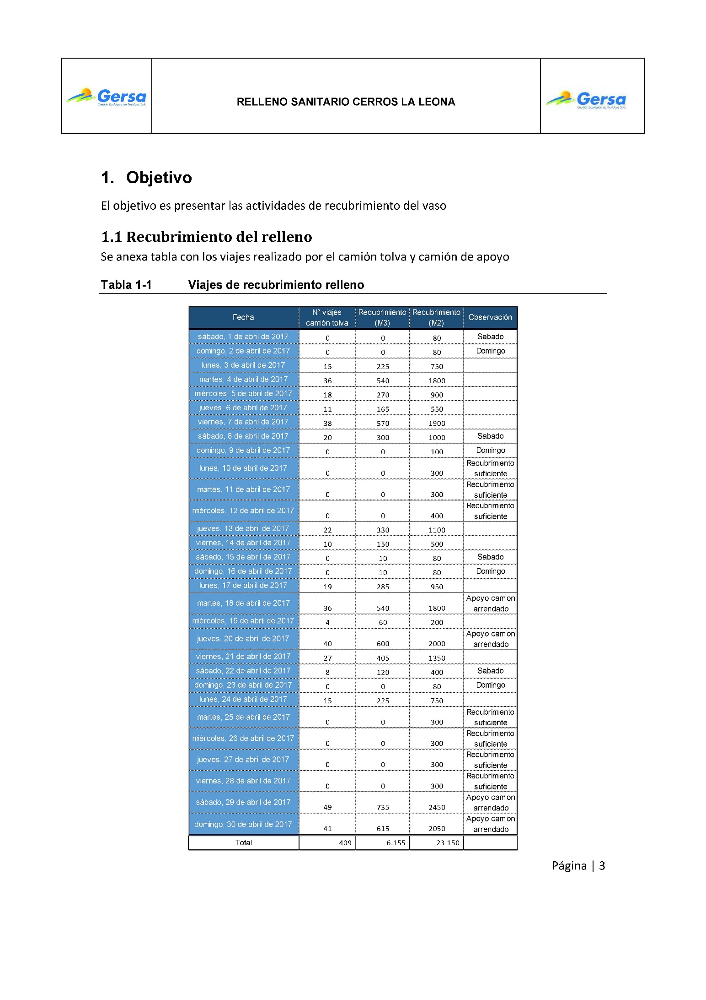 Gersa
Gestión Ecológica de Residuos S.A.
RELLENO SANITARIO CERROS LA LEONA
Gersa
Gestión Ecológica de Residuos S.A.
1. Objetivo
El objetivo es presentar las actividades de recubrimiento del vaso
1.1 Recubrimiento del relleno
Se anexa tabla con los viajes realizado por el camión tolva y camión de apoyo
Tabla 1-1 Viajes de recubrimiento relleno
Fecha N° viajes camión tolva Recubrimiento (M3) Recubrimiento (M2) Observación
sábado, 1 de abril de 2017 0 0 80 Sabado
domingo, 2 de abril de 2017 0 0 80 Domingo
lunes, 3 de abril de 2017 15 225 750
martes, 4 de abril de 2017 36 540 1800
miércoles, 5 de abril de 2017 18 270 900
jueves, 6 de abril de 2017 11 165 550
viernes, 7 de abril de 2017 38 570 1900
sábado, 8 de abril de 2017 20 300 1000 Sabado
domingo, 9 de abril de 2017 0 0 100 Domingo
lunes, 10 de abril de 2017 0 0 300 Recubrimiento suficiente
martes, 11 de abril de 2017 0 0 300 Recubrimiento suficiente
miércoles, 12 de abril de 2017 0 0 400 Recubrimiento suficiente
jueves, 13 de abril de 2017 22 330 1100
viernes, 14 de abril de 2017 10 150 500
sábado, 15 de abril de 2017 0 10 80 Sabado
domingo, 16 de abril de 2017 0 10 80 Domingo
lunes, 17 de abril de 2017 19 285 950
martes, 18 de abril de 2017 36 540 1800 Apoyo camion arrendado
miércoles, 19 de abril de 2017 4 60 200
jueves, 20 de abril de 2017 40 600 2000 Apoyo camion arrendado
viernes, 21 de abril de 2017 27 405 1350
sábado, 22 de abril de 2017 8 120 400 Sabado
domingo, 23 de abril de 2017 0 0 80 Domingo
lunes, 24 de abril de 2017 15 225 750
martes, 25 de abril de 2017 0 0 300 Recubrimiento suficiente
miércoles, 26 de abril de 2017 0 0 300 Recubrimiento suficiente
jueves, 27 de abril de 2017 0 0 300 Recubrimiento suficiente
viernes, 28 de abril de 2017 0 0 300 Recubrimiento suficiente
sábado, 29 de abril de 2017 49 735 2450 Apoyo camion arrendado
domingo, 30 de abril de 2017 41 615 2050 Apoyo camion arrendado
Total 409 6.155 23.150
Página | 3